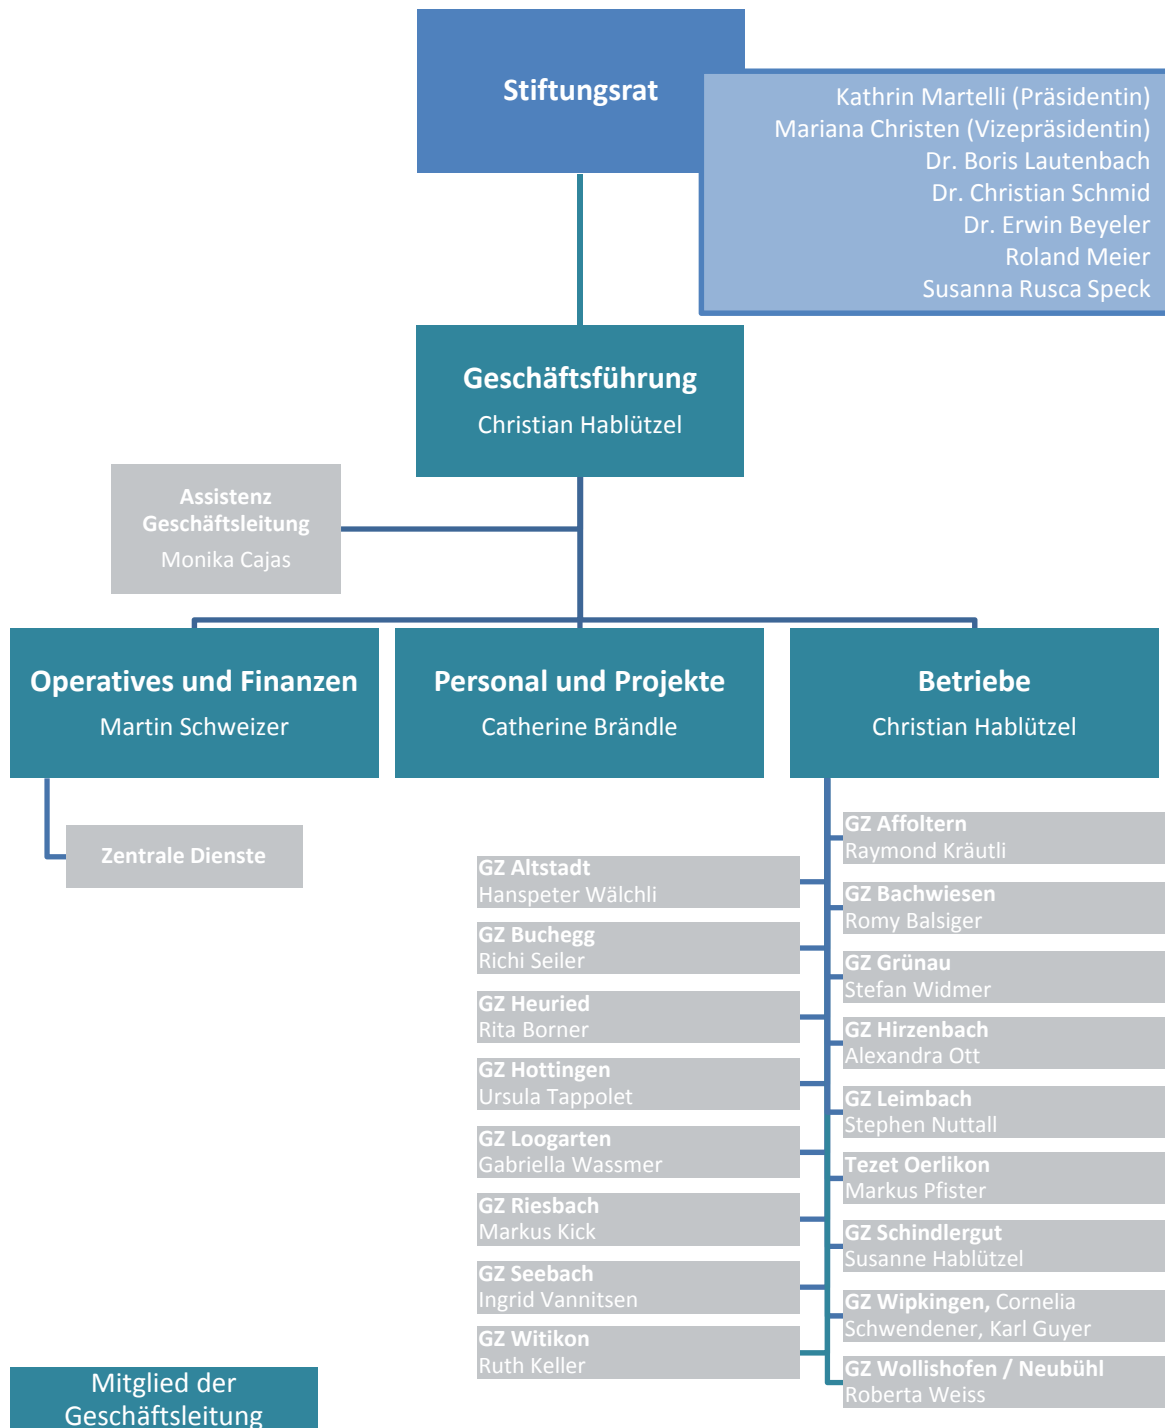 Stiftungsrat
Kathrin Martelli (Präsidentin)
Mariana Christen (Vizepräsidentin)
Dr. Boris Lautenbach
Dr. Christian Schmid
Dr. Erwin Beyeler
Roland Meier
Susanna Rusca Speck
Geschäftsführung
Christian Hablützel
Assistenz
Geschäftsleitung
Monika Cajas
Operatives und Finanzen
Martin Schweizer
Personal und Projekte
Catherine Brändle
Betriebe
Christian Hablützel
Zentrale Dienste
GZ Altstadt
Hanspeter Wälchli
GZ Buchegg
Richi Seiler
GZ Heuried
Rita Borner
GZ Hottingen
Ursula Tappolet
GZ Loogarten
Gabriella Wassmer
GZ Riesbach
Markus Kick
GZ Seebach
Ingrid Vannitsen
GZ Witikon
Ruth Keller
GZ Affoltern
Raymond Kräutli
GZ Bachwiesen
Romy Balsiger
GZ Grünau
Stefan Widmer
GZ Hirzenbach
Alexandra Ott
GZ Leimbach
Stephen Nuttall
Tezet Oerlikon
Markus Pfister
GZ Schindlergut
Susanne Hablützel
GZ Wipkingen, Cornelia
Schwendener, Karl Guyer
GZ Wollishofen / Neubühl
Roberta Weiss
Mitglied der
Geschäftsleitung